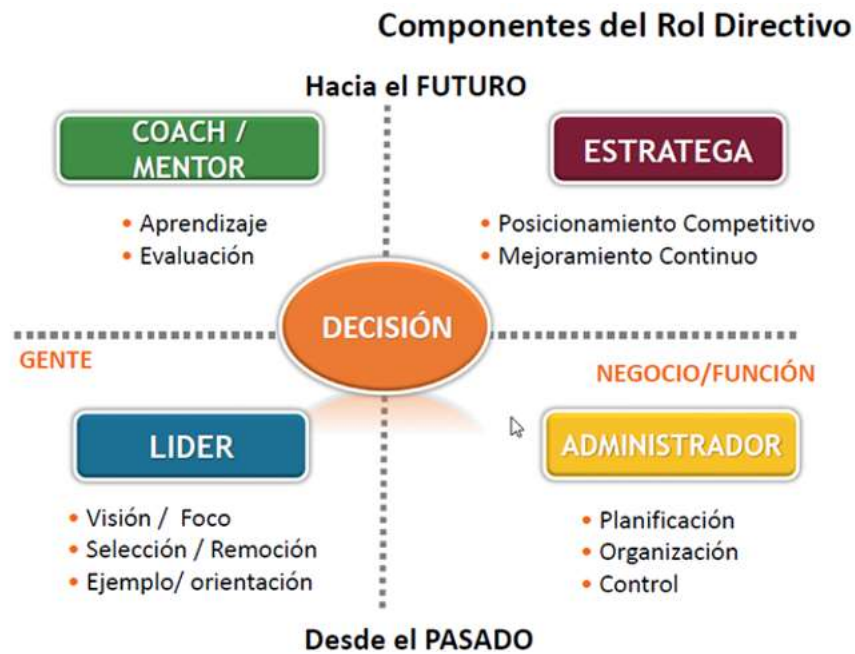 Componentes del Rol Directivo
Hacia el FUTURO
COACH /
MENTOR
• Aprendizaje
• Evaluación
ESTRATEGA
• Posicionamiento Competitivo
• Mejoramiento Continuo
DECISIÓN
GENTE
NEGOCIO/FUNCIÓN
LIDER
• Visión / Foco
• Selección / Remoción
• Ejemplo/ orientación
ADMINISTRADOR
• Planificación
• Organización
• Control
Desde el PASADO